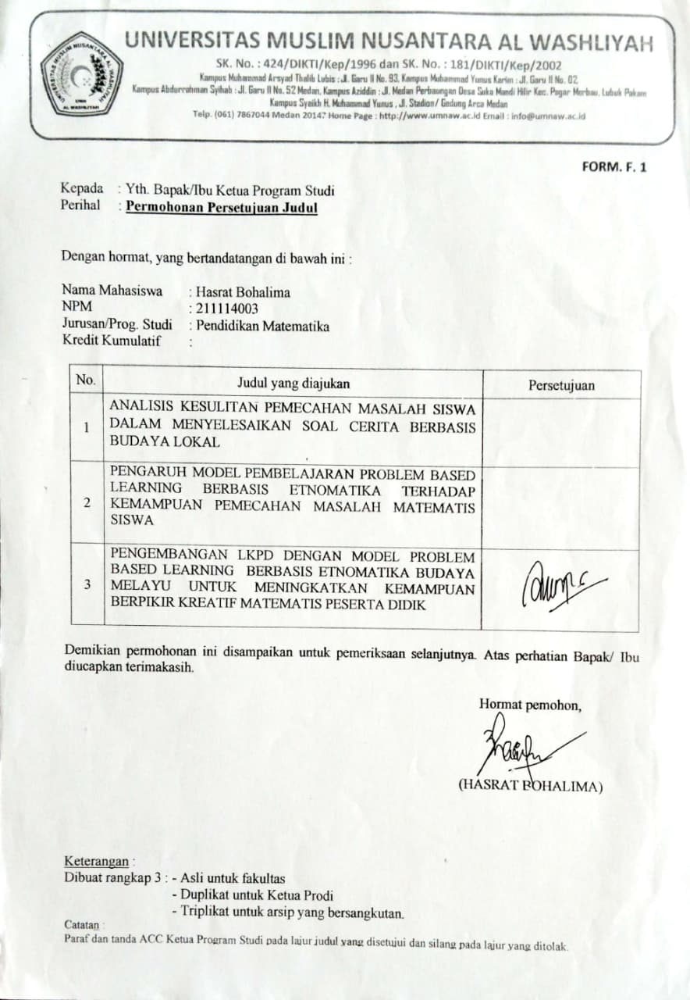 UNIVERSITAS MUSLIM NUSANTARA AL WASHLIYAH
SK. No. : 424/DIKTI/Kep/1996 dan SK. No. : 181/DIKTI/Kep/2002
Kampus Muhammad Arsyad Thalib Lubis : Jl. Garu II No. 93, Kampus Muhammad Yunus Karim : Jl. Garu II No. 02,
Kampus Abdurrahman Syihab : Jl. Garu II No. 52 Medan, Kampus Aziddin : Jl. Medan Perbaungan Desa Suka Mandi Hilir Kec. Pagar Merbau, Lubuk Pakam
Kampus Syaikh H. Muhammad Yunus , Jl. Stadion/ Gedung Arca Medan
Telp. (061) 7867044 Medan 20147 Home Page : http://www.umnaw.ac.id Email : info@umnaw.ac.id
UNIVERSITAS MUSLIM NUSANTARA AL WASHLIYAH
UMN
AL WASHLIYAH
FORM. F. 1
Kepada : Yth. Bapak/Ibu Ketua Program Studi
Perihal : Permohonan Persetujuan Judul
Dengan hormat, yang bertandatangan di bawah ini :
Nama Mahasiswa : Hasrat Bohalima
NPM : 211114003
Jurusan/Prog. Studi : Pendidikan Matematika
Kredit Kumulatif :
No. Judul yang diajukan Persetujuan
1 ANALISIS KESULITAN PEMECAHAN MASALAH SISWA
DALAM MENYELESAIKAN SOAL CERITA BERBASIS
BUDAYA LOKAL
2 PENGARUH MODEL PEMBELAJARAN PROBLEM BASED
LEARNING BERBASIS ETNOMATIKA TERHADAP
KEMAMPUAN PEMECAHAN MASALAH MATEMATIS
SISWA
3 PENGEMBANGAN LKPD DENGAN MODEL PROBLEM
BASED LEARNING BERBASIS ETNOMATIKA BUDAYA
MELAYU UNTUK MENINGKATKAN KEMAMPUAN
BERPIKIR KREATIF MATEMATIS PESERTA DIDIK
Demikian permohonan ini disampaikan untuk pemeriksaan selanjutnya. Atas perhatian Bapak/ Ibu
diucapkan terimakasih.
Hormat pemohon,
(HASRAT BOHALIMA)
Keterangan :
Dibuat rangkap 3 : - Asli untuk fakultas
- Duplikat untuk Ketua Prodi
- Triplikat untuk arsip yang bersangkutan.
Catatan :
Paraf dan tanda ACC Ketua Program Studi pada lajur judul yang disetujui dan silang pada lajur yang ditolak.